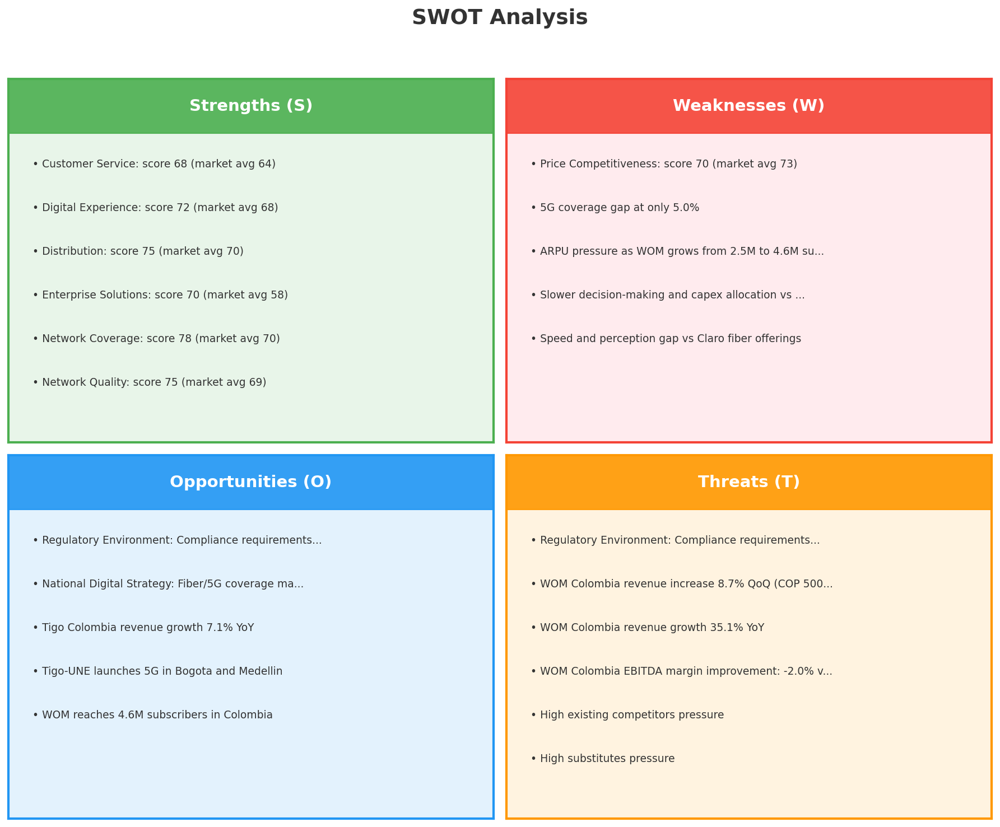 SWOT Analysis
Strengths (S)
• Customer Service: score 68 (market avg 64)
• Digital Experience: score 72 (market avg 68)
• Distribution: score 75 (market avg 70)
• Enterprise Solutions: score 70 (market avg 58)
• Network Coverage: score 78 (market avg 70)
• Network Quality: score 75 (market avg 69)
Weaknesses (W)
• Price Competitiveness: score 70 (market avg 73)
• 5G coverage gap at only 5.0%
• ARPU pressure as WOM grows from 2.5M to 4.6M su...
• Slower decision-making and capex allocation vs ...
• Speed and perception gap vs Claro fiber offerings
Opportunities (O)
• Regulatory Environment: Compliance requirements...
• National Digital Strategy: Fiber/5G coverage ma...
• Tigo Colombia revenue growth 7.1% YoY
• Tigo-UNE launches 5G in Bogota and Medellin
• WOM reaches 4.6M subscribers in Colombia
Threats (T)
• Regulatory Environment: Compliance requirements...
• WOM Colombia revenue increase 8.7% QoQ (COP 500...
• WOM Colombia revenue growth 35.1% YoY
• WOM Colombia EBITDA margin improvement: -2.0% v...
• High existing competitors pressure
• High substitutes pressure